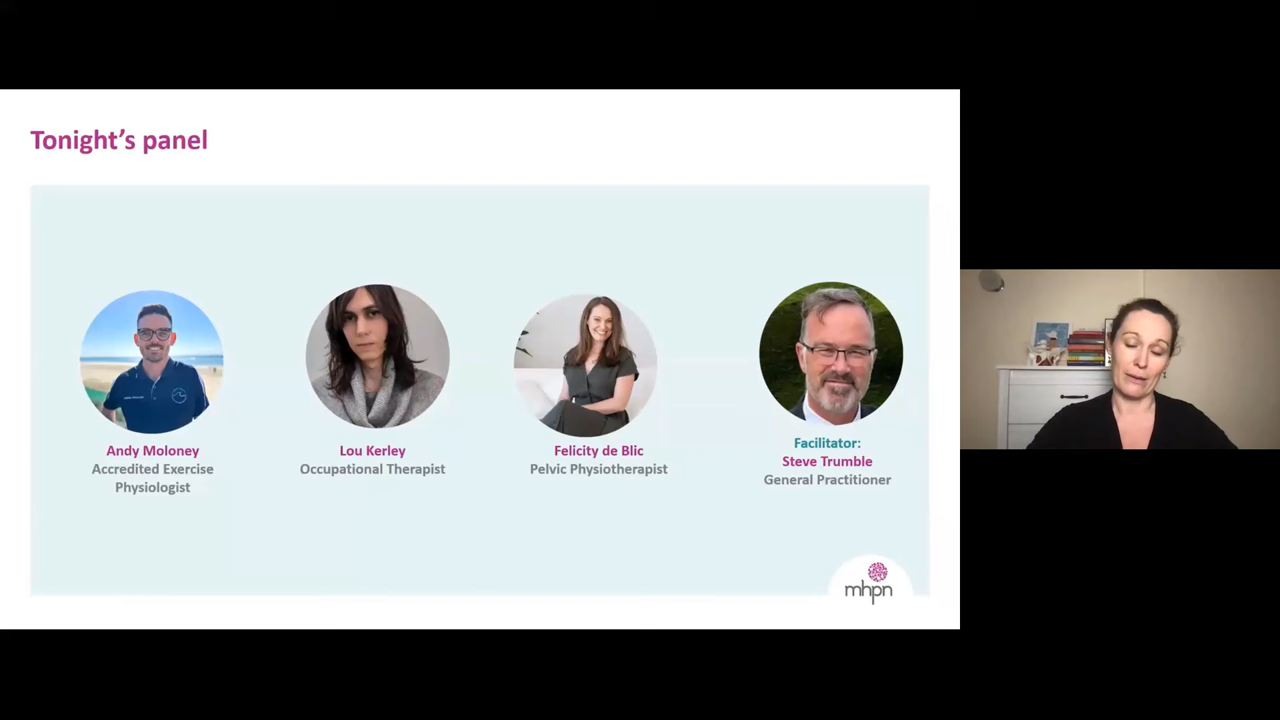 Tonight's panel
Andy Moloney
Accredited Exercise
Physiologist
Lou Kerley
Occupational Therapist
Felicity de Blic
Pelvic Physiotherapist
Facilitator:
Steve Trumble
General Practitioner
mhpn